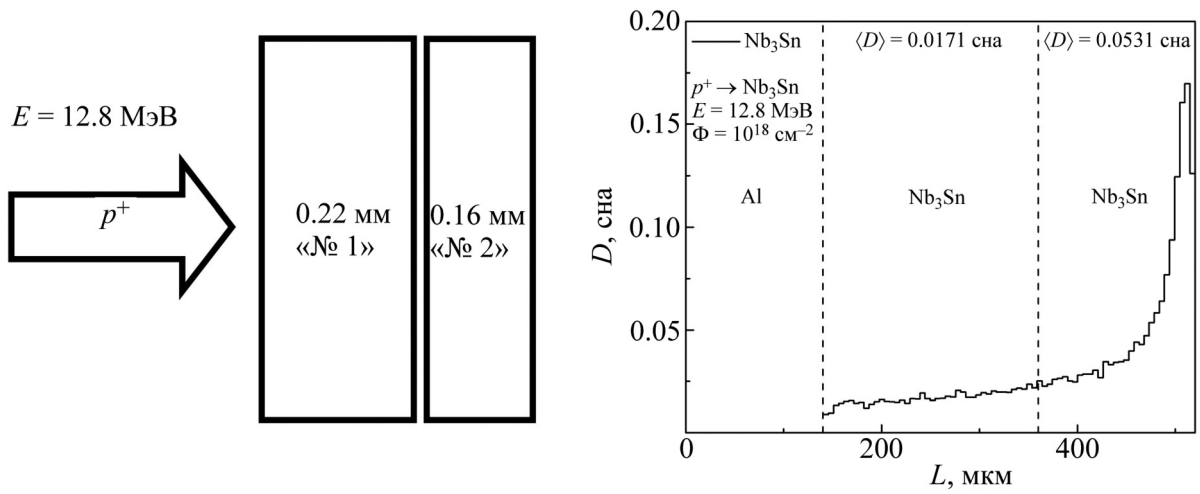 E = 12.8 МэВ
p⁺
0.22 мм
«№ 1»
0.16 мм
«№ 2»
0.20
0.15
0.10
0.05
D, сна
Nb₃Sn
⟨D⟩ = 0.0171 сна
⟨D⟩ = 0.0531 сна
p⁺ → Nb₃Sn
E = 12.8 МэВ
Φ = 10¹⁸ см⁻²
Al
Nb₃Sn
Nb₃Sn
0
200
400
L, мкм